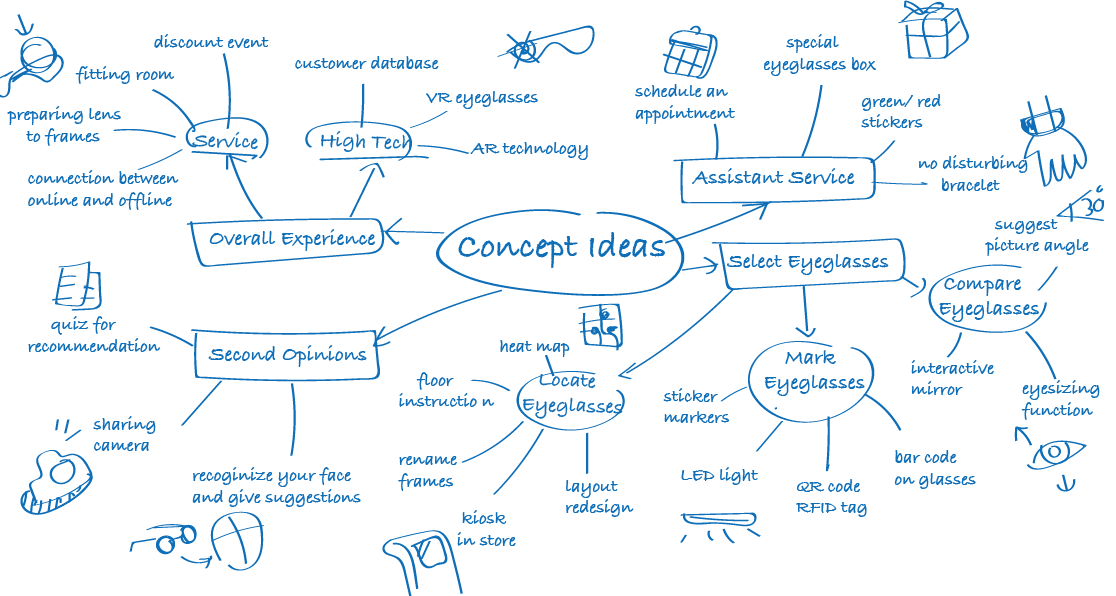 discount event
fitting room
preparing lens
to frames
connection between
online and offline
Service
customer database
VR eyeglasses
AR technology
High Tech
Overall Experience
Concept Ideas
schedule an
appointment
special
eyeglasses box
green/ red
stickers
no disturbing
bracelet
Assistant Service
Select Eyeglasses
30°
suggest
picture angle
Compare
Eyeglasses
interactive
mirror
eyesizing
function
Mark
Eyeglasses
sticker
markers
LED light
QR code
RFID tag
bar code
on glasses
heat map
Locate
Eyeglasses
floor
instructio n
rename
frames
kiosk
in store
layout
redesign
Second Opinions
quiz for
recommendation
sharing
camera
recoginize your face
and give suggestions